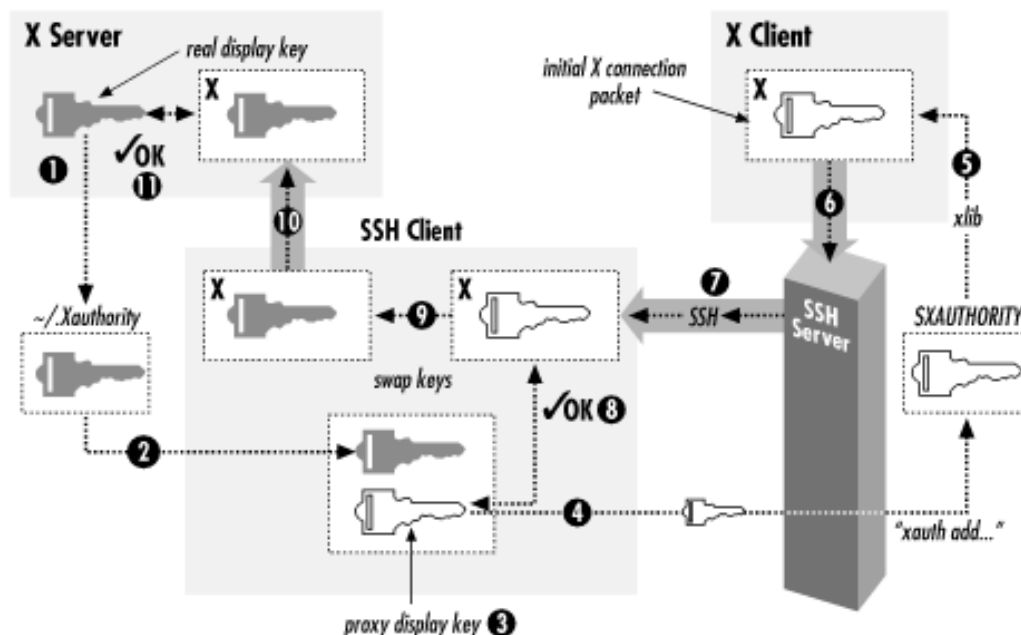 X Server
real display key
X
1
✓OK
11
X Client
initial X connection
packet
X
5
6
xlib
10
SSH Client
X
9
X
7
SSH
SSH
Server
~/.Xauthority
SXAUTHORITY
swap keys
✓OK 8
2
4
"xauth add..."
proxy display key 3